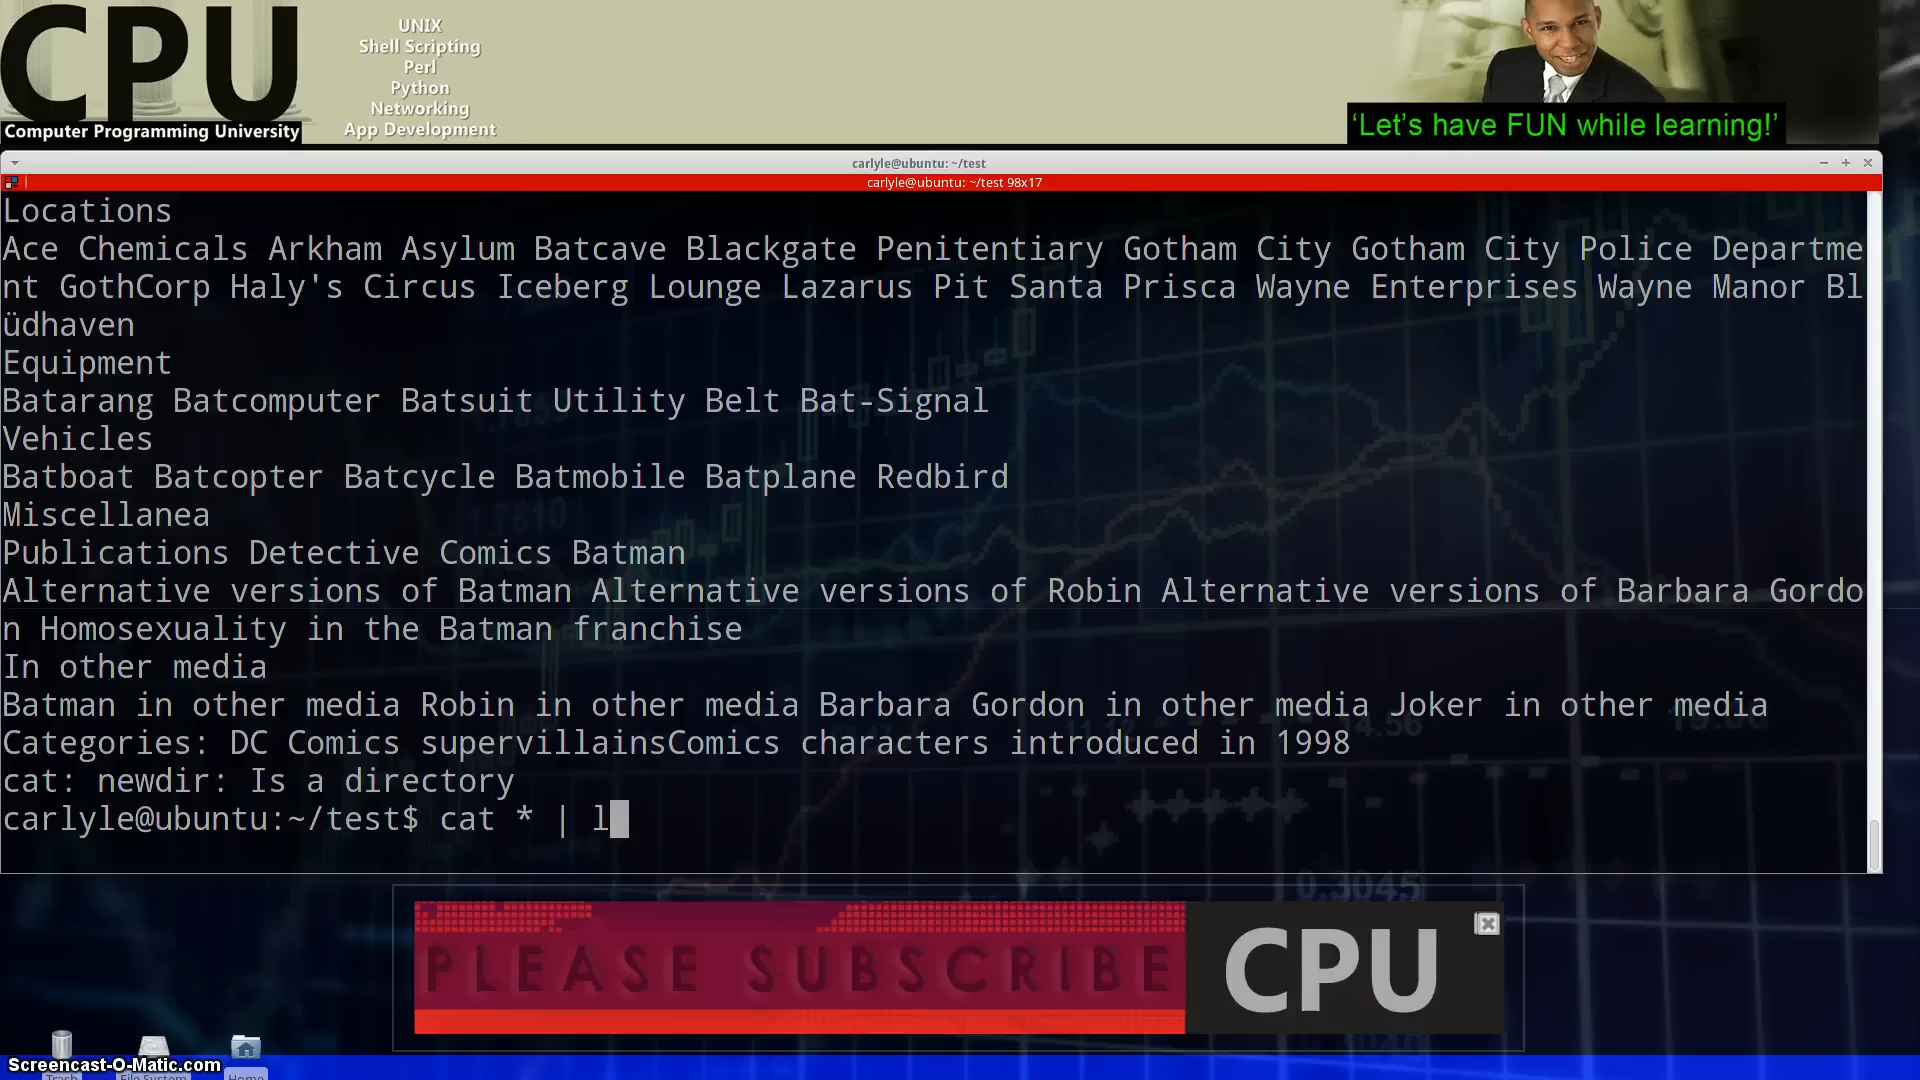 CPU
Computer Programming University
UNIX
Shell Scripting
Perl
Python
Networking
App Development
‘Let’s have FUN while learning!’
carlyle@ubuntu: ~/test
carlyle@ubuntu: ~/test 98x17
Locations
Ace Chemicals Arkham Asylum Batcave Blackgate Penitentiary Gotham City Gotham City Police Departme
nt GothCorp Haly's Circus Iceberg Lounge Lazarus Pit Santa Prisca Wayne Enterprises Wayne Manor Bl
üdhaven
Equipment
Batarang Batcomputer Batsuit Utility Belt Bat-Signal
Vehicles
Batboat Batcopter Batcycle Batmobile Batplane Redbird
Miscellanea
Publications Detective Comics Batman
Alternative versions of Batman Alternative versions of Robin Alternative versions of Barbara Gordo
n Homosexuality in the Batman franchise
In other media
Batman in other media Robin in other media Barbara Gordon in other media Joker in other media
Categories: DC Comics supervillainsComics characters introduced in 1998
cat: newdir: Is a directory
carlyle@ubuntu:~/test$ cat * | l
0.3045
PLEASE SUBSCRIBE
CPU
Screencast-O-Matic.com
Trash
File System
Home